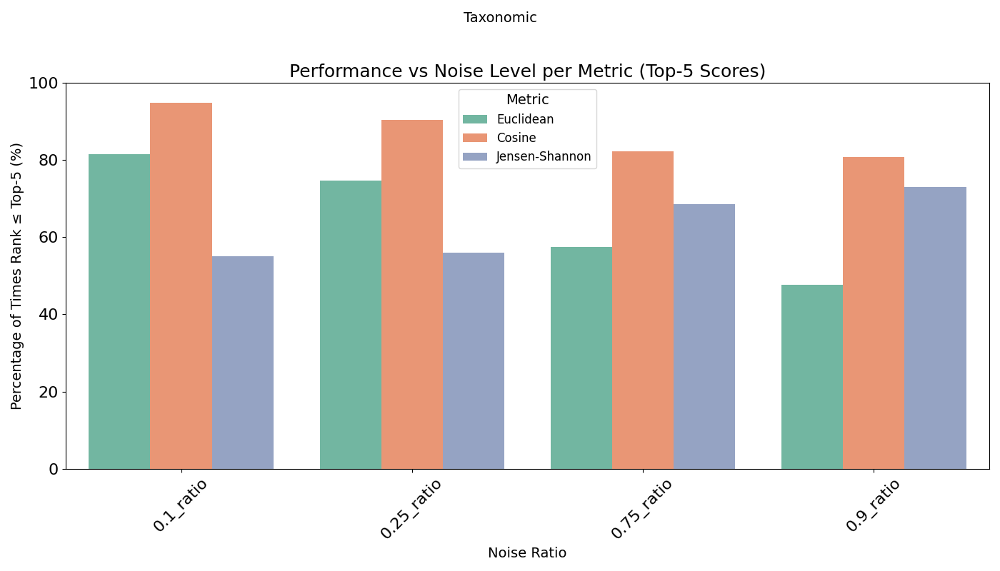 Taxonomic
Performance vs Noise Level per Metric (Top-5 Scores)
Percentage of Times Rank ≤ Top-5 (%)
100
80
60
40
20
0
Metric
Euclidean
Cosine
Jensen-Shannon
0.1_ratio
0.25_ratio
0.75_ratio
0.9_ratio
Noise Ratio